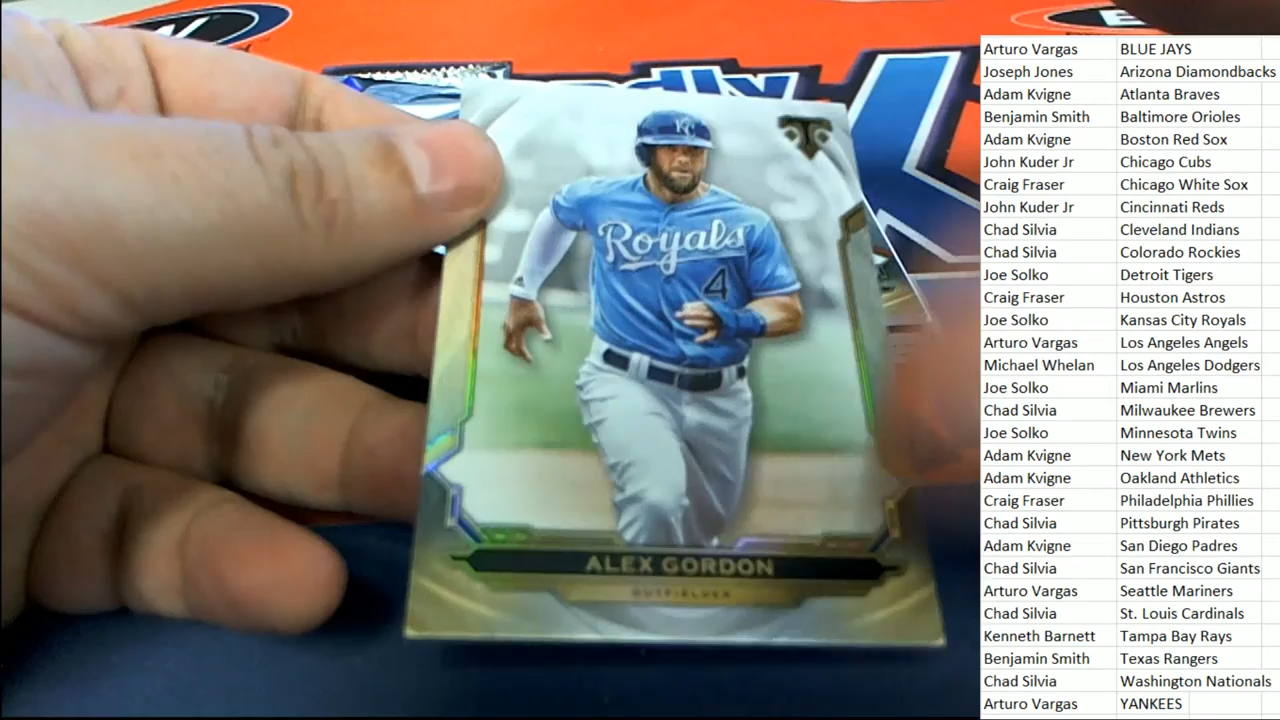 KC
Royals
4
ALEX GORDON
OUTFIELDER
Arturo Vargas BLUE JAYS
Joseph Jones Arizona Diamondbacks
Adam Kvigne Atlanta Braves
Benjamin Smith Baltimore Orioles
Adam Kvigne Boston Red Sox
John Kuder Jr Chicago Cubs
Craig Fraser Chicago White Sox
John Kuder Jr Cincinnati Reds
Chad Silvia Cleveland Indians
Chad Silvia Colorado Rockies
Joe Solko Detroit Tigers
Craig Fraser Houston Astros
Joe Solko Kansas City Royals
Arturo Vargas Los Angeles Angels
Michael Whelan Los Angeles Dodgers
Joe Solko Miami Marlins
Chad Silvia Milwaukee Brewers
Joe Solko Minnesota Twins
Adam Kvigne New York Mets
Adam Kvigne Oakland Athletics
Craig Fraser Philadelphia Phillies
Chad Silvia Pittsburgh Pirates
Adam Kvigne San Diego Padres
Chad Silvia San Francisco Giants
Arturo Vargas Seattle Mariners
Chad Silvia St. Louis Cardinals
Kenneth Barnett Tampa Bay Rays
Benjamin Smith Texas Rangers
Chad Silvia Washington Nationals
Arturo Vargas YANKEES